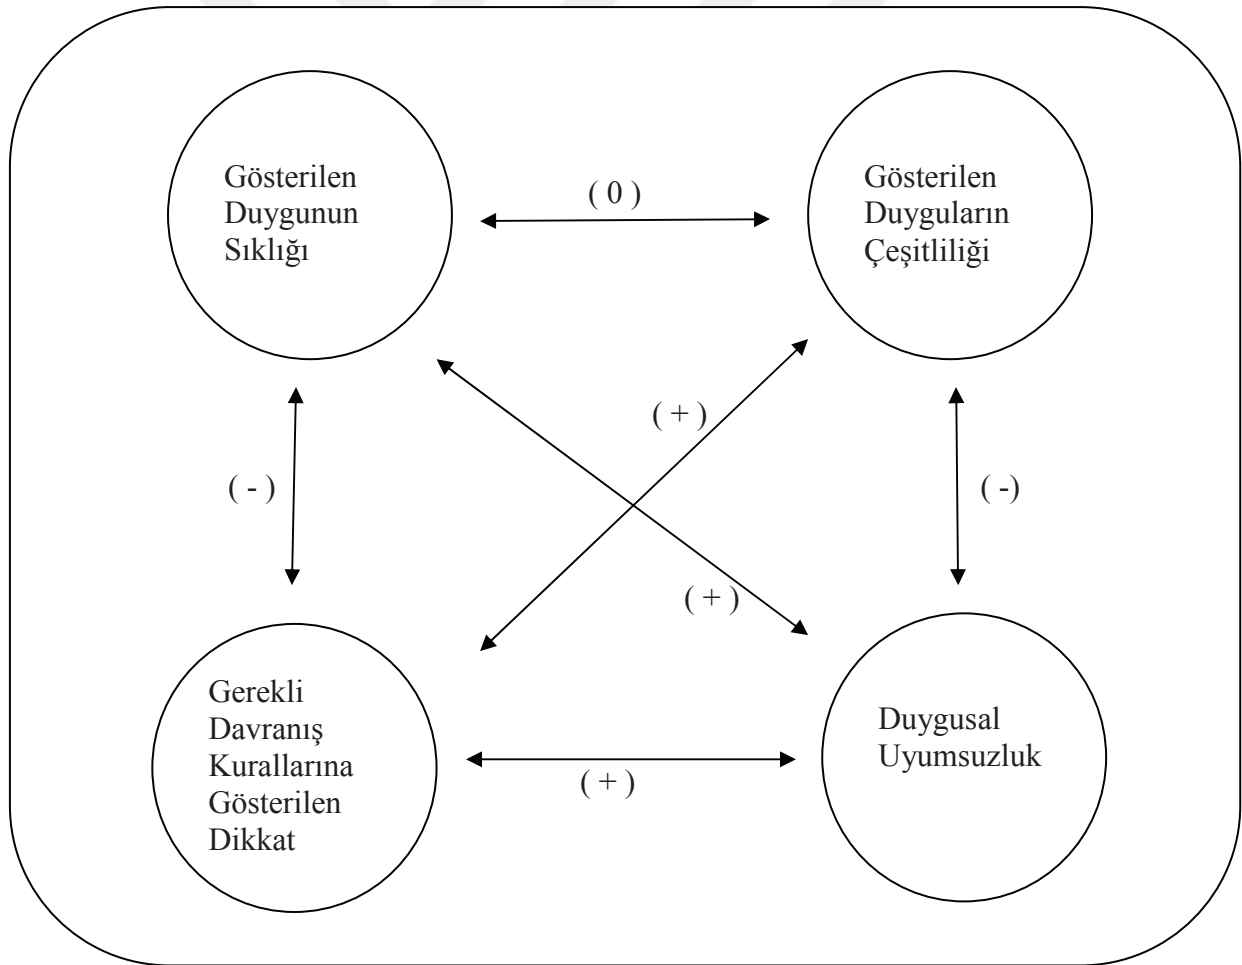 Gösterilen
Duygunun
Sıklığı
( 0 )
Gösterilen
Duyguların
Çeşitliliği
( + )
( - )
( -)
( + )
Gerekli
Davranış
Kurallarına
Gösterilen
Dikkat
( + )
Duygusal
Uyumsuzluk